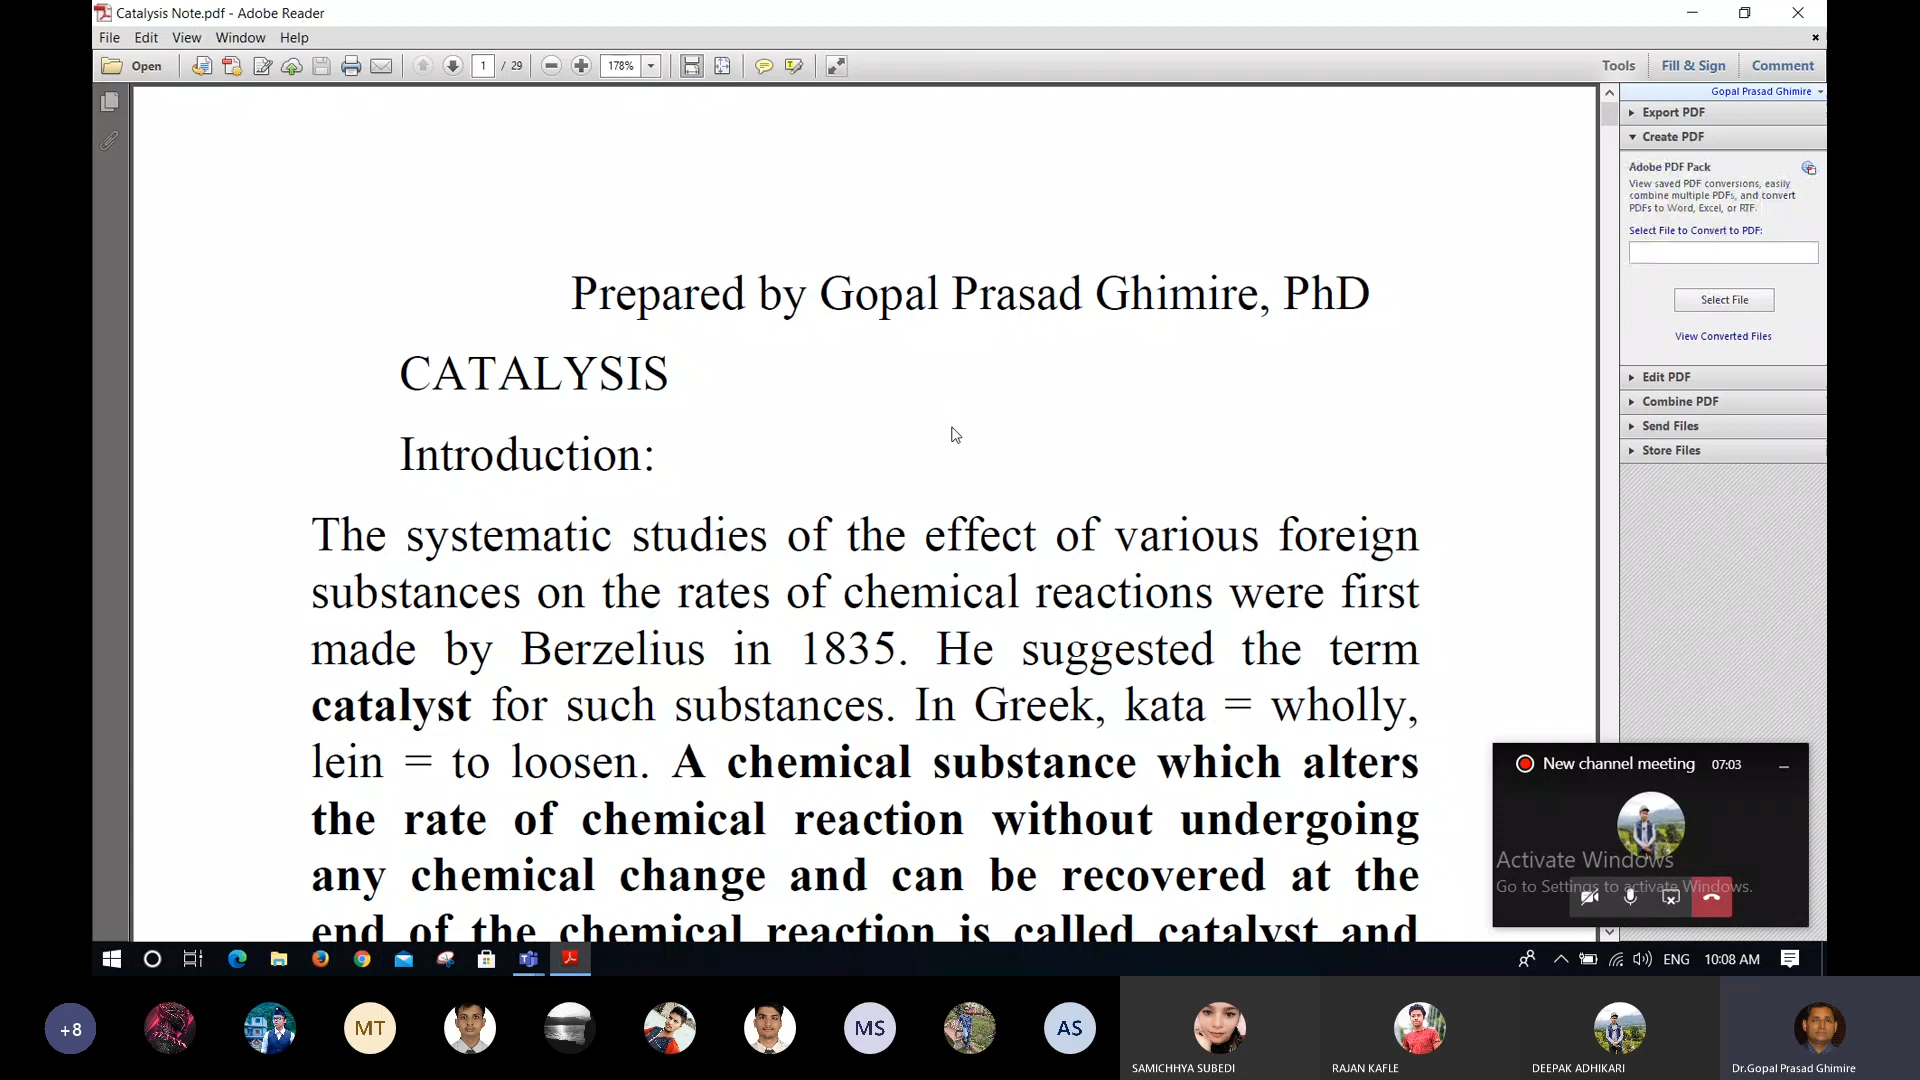 Catalysis Note.pdf - Adobe Reader
File Edit View Window Help
Open 1 / 29 178% Tools Fill & Sign Comment
Gopal Prasad Ghimire
Export PDF
Create PDF
Adobe PDF Pack
View saved PDF conversions, easily
combine multiple PDFs, and convert
PDFs to Word, Excel, or RTF.
Select File to Convert to PDF:
Select File
View Converted Files
Edit PDF
Combine PDF
Send Files
Store Files
Prepared by Gopal Prasad Ghimire, PhD
CATALYSIS
Introduction:
The systematic studies of the effect of various foreign
substances on the rates of chemical reactions were first
made by Berzelius in 1835. He suggested the term
catalyst for such substances. In Greek, kata = wholly,
lein = to loosen. A chemical substance which alters
the rate of chemical reaction without undergoing
any chemical change and can be recovered at the
end of the chemical reaction is called catalyst and
New channel meeting 07:03
Activate Windows
Go to Settings to activate Windows.
ENG 10:08 AM
+8 MT MS AS
SAMICHHYA SUBEDI RAJAN KAFLE DEEPAK ADHIKARI Dr.Gopal Prasad Ghimire